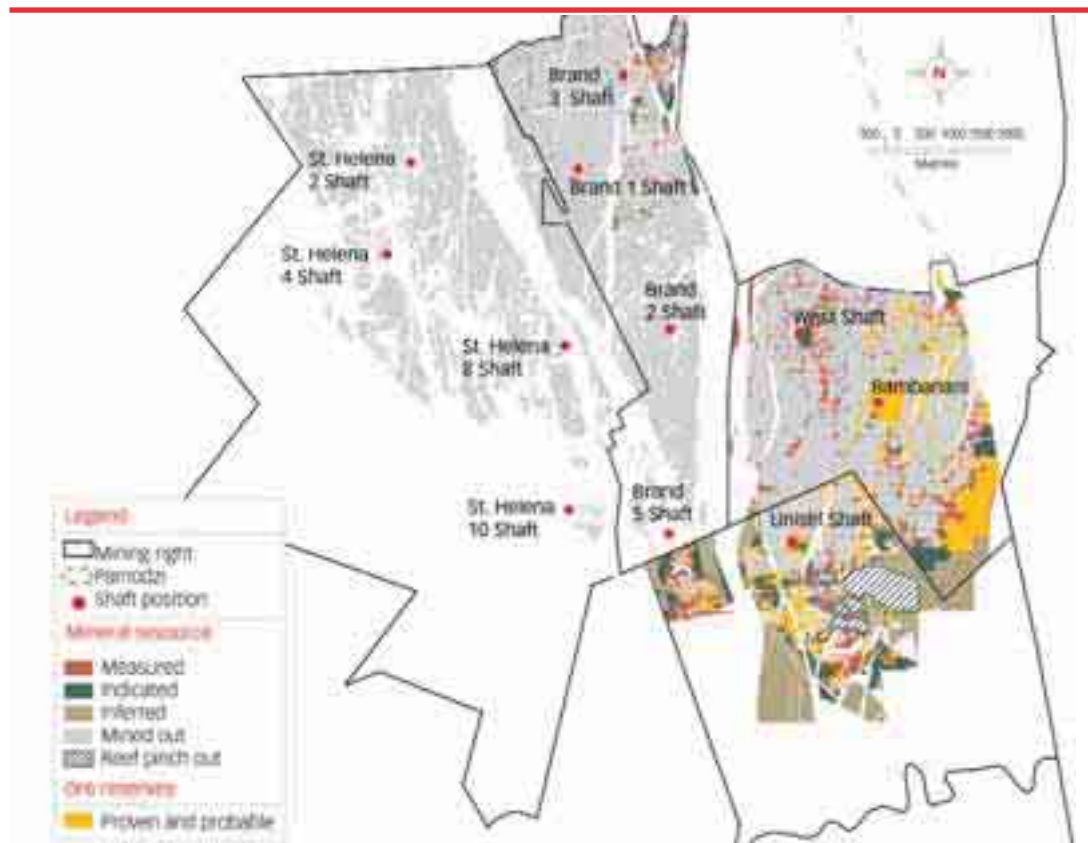 Brand
3 Shaft
N
Meters
St. Helena
2 Shaft
Brand 1 Shaft
St. Helena
4 Shaft
Brand
2 Shaft
West Shaft
St. Helena
8 Shaft
Bambanani
St. Helena
10 Shaft
Brand
5 Shaft
Unisel Shaft
Legend
Mining right
Pamodzi
Shaft position
Mineral resource
Measured
Indicated
Inferred
Mined out
Reef pinch out
Ore reserves
Proven and probable